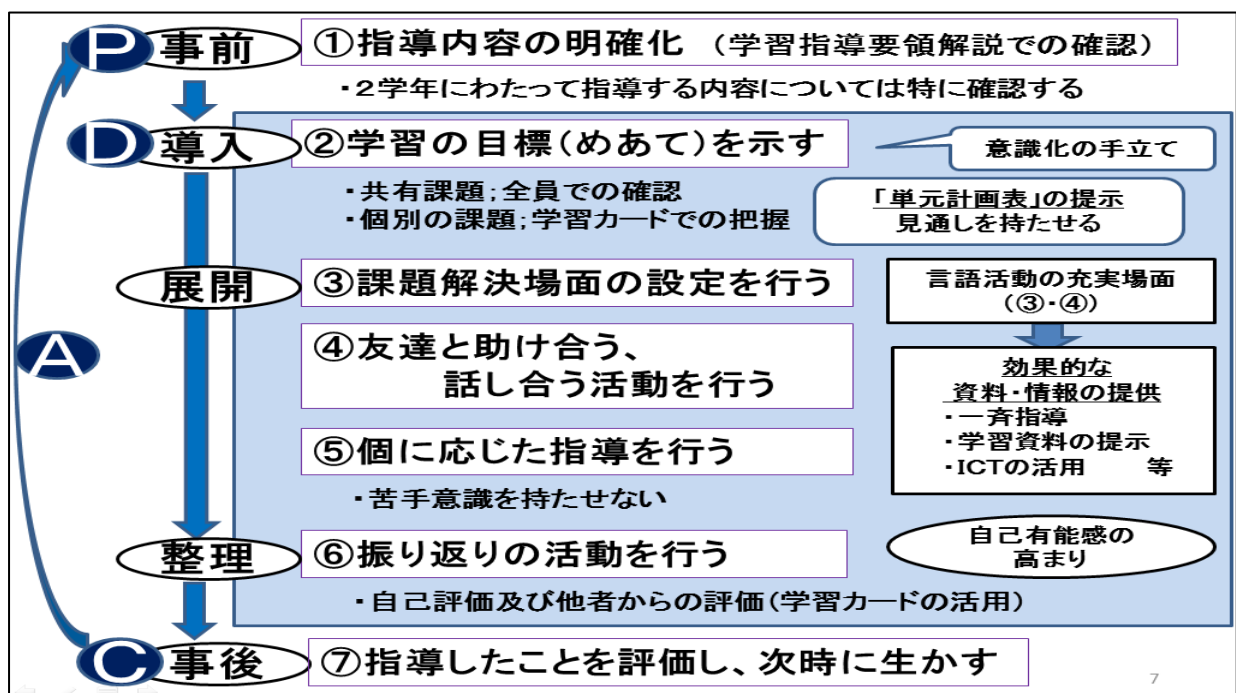 P 事前
①指導内容の明確化 (学習指導要領解説での確認)
・2学年にわたって指導する内容については特に確認する
D 導入
②学習の目標(めあて)を示す
意識化の手立て
・共有課題;全員での確認
・個別の課題;学習カードでの把握
「単元計画表」の提示
見通しを持たせる
展開
③課題解決場面の設定を行う
言語活動の充実場面
(③・④)
A
④友達と助け合う、
話し合う活動を行う
効果的な
資料・情報の提供
・一斉指導
・学習資料の提示
・ICTの活用 等
⑤個に応じた指導を行う
・苦手意識を持たせない
整理
⑥振り返りの活動を行う
自己有能感の
高まり
・自己評価及び他者からの評価(学習カードの活用)
C 事後
⑦指導したことを評価し、次時に生かす
7